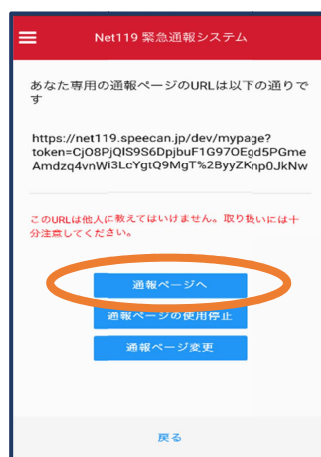 Net119 緊急通報システム
あなた専用の通報ページのURLは以下の通りで
す
https://net119.speecan.jp/dev/mypage?
token=CjO8PjQIS9S6DpjbuF1G97OEgd5PGme
Amdzq4vnWi3LcYgtQ9MgT%2ByyZKnp0JkNw
このURLは他人に教えてはいけません。取り扱いには十
分注意してください。
通報ページへ
通報ページの使用停止
通報ページ変更
戻る